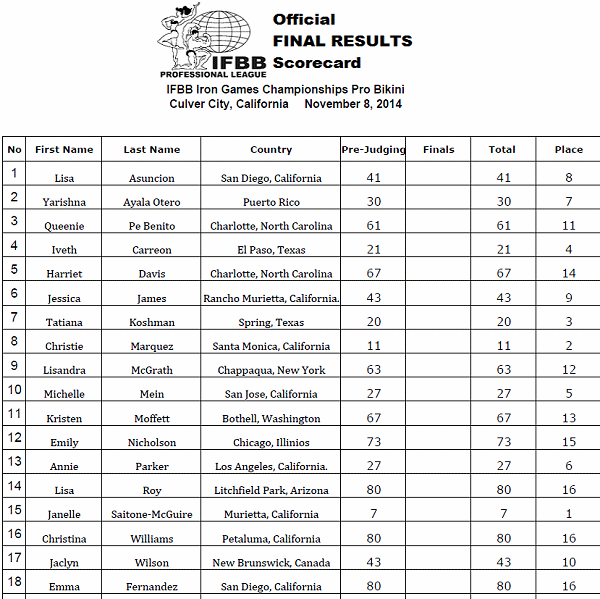 Official
FINAL RESULTS
Scorecard
IFBB
PROFESSIONAL LEAGUE
IFBB Iron Games Championships Pro Bikini
Culver City, California November 8, 2014
No First Name Last Name Country Pre-Judging Finals Total Place
1 Lisa Asuncion San Diego, California 41 41 8
2 Yarishna Ayala Otero Puerto Rico 30 30 7
3 Queenie Pe Benito Charlotte, North Carolina 61 61 11
4 Iveth Carreon El Paso, Texas 21 21 4
5 Harriet Davis Charlotte, North Carolina 67 67 14
6 Jessica James Rancho Murietta, California. 43 43 9
7 Tatiana Koshman Spring, Texas 20 20 3
8 Christie Marquez Santa Monica, California 11 11 2
9 Lisandra McGrath Chappaqua, New York 63 63 12
10 Michelle Mein San Jose, California 27 27 5
11 Kristen Moffett Bothell, Washington 67 67 13
12 Emily Nicholson Chicago, Illinios 73 73 15
13 Annie Parker Los Angeles, California. 27 27 6
14 Lisa Roy Litchfield Park, Arizona 80 80 16
15 Janelle Saitone-McGuire Murietta, California 7 7 1
16 Christina Williams Petaluma, California 80 80 16
17 Jaclyn Wilson New Brunswick, Canada 43 43 10
18 Emma Fernandez San Diego, California 80 80 16